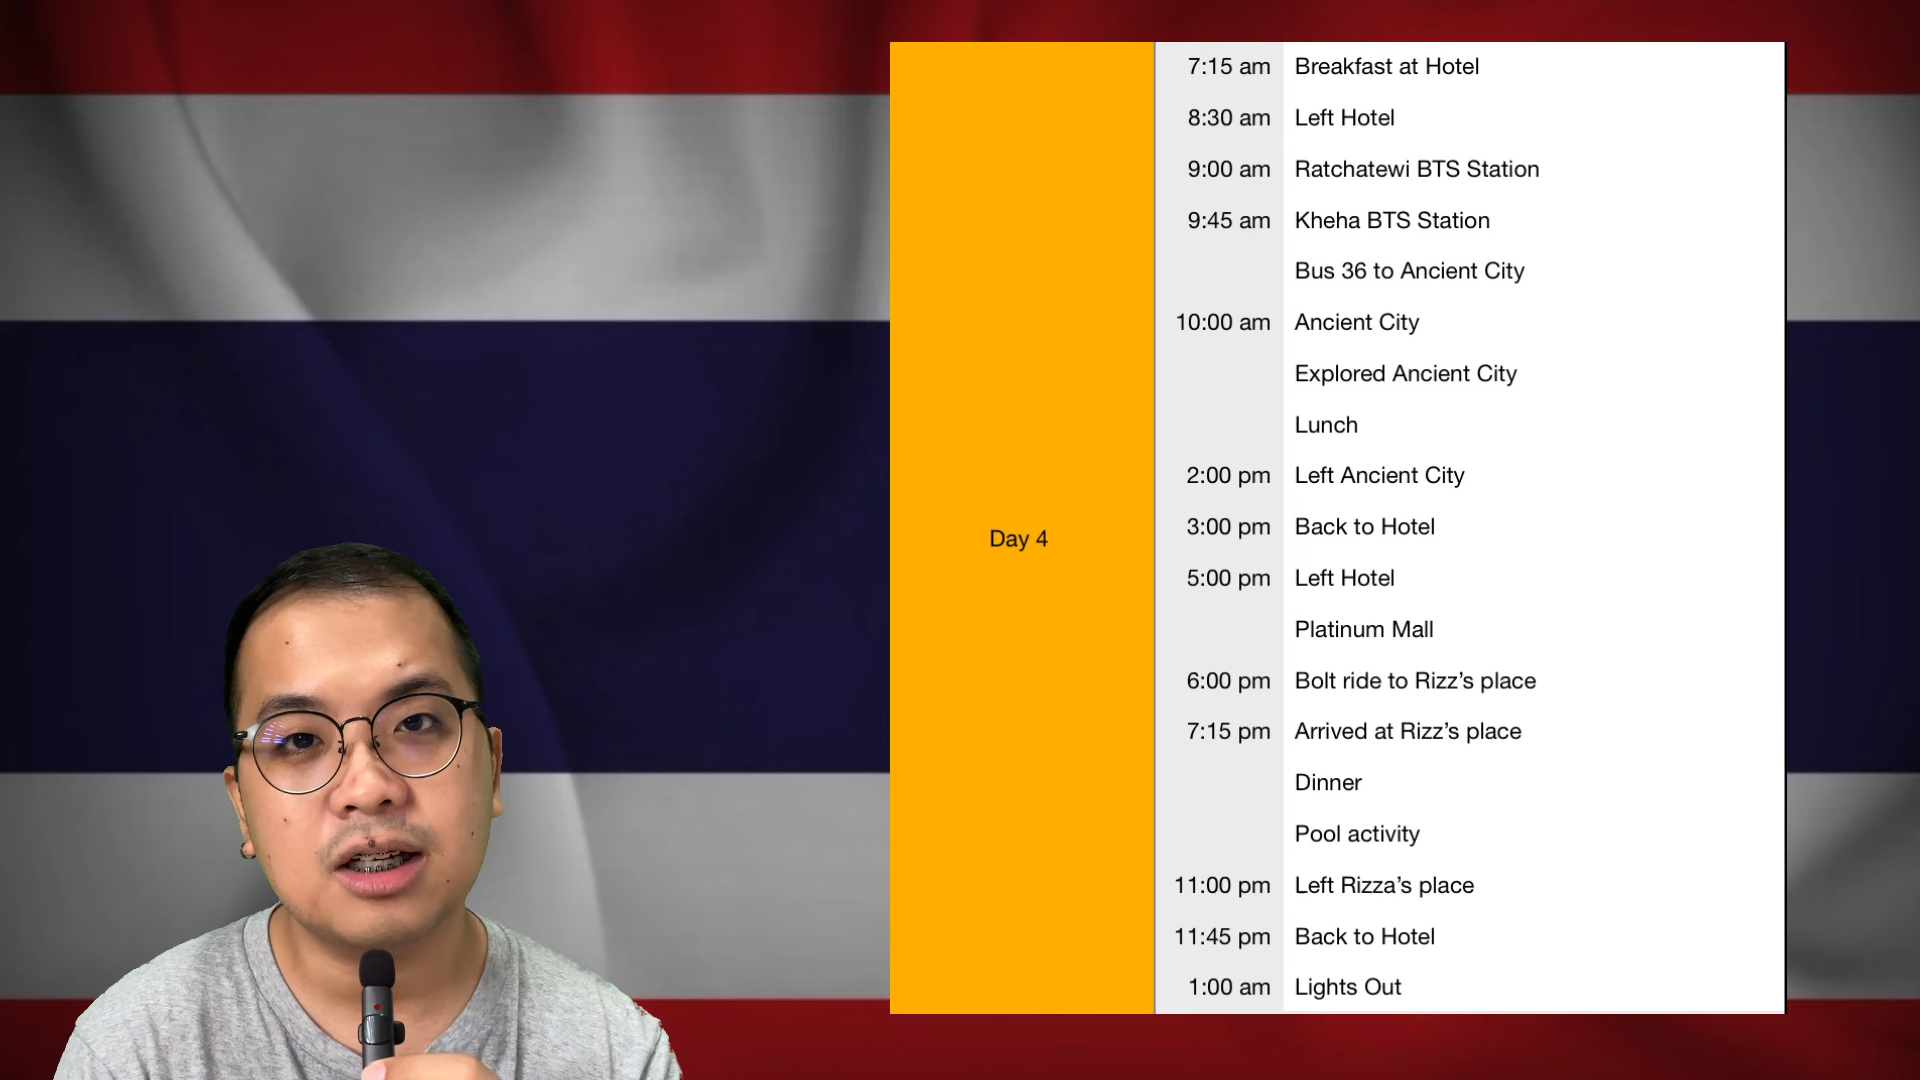 7:15 am Breakfast at Hotel
8:30 am Left Hotel
9:00 am Ratchatewi BTS Station
9:45 am Kheha BTS Station
Bus 36 to Ancient City
10:00 am Ancient City
Explored Ancient City
Lunch
2:00 pm Left Ancient City
3:00 pm Back to Hotel
Day 4
5:00 pm Left Hotel
Platinum Mall
6:00 pm Bolt ride to Rizz’s place
7:15 pm Arrived at Rizz’s place
Dinner
Pool activity
11:00 pm Left Rizza’s place
11:45 pm Back to Hotel
1:00 am Lights Out